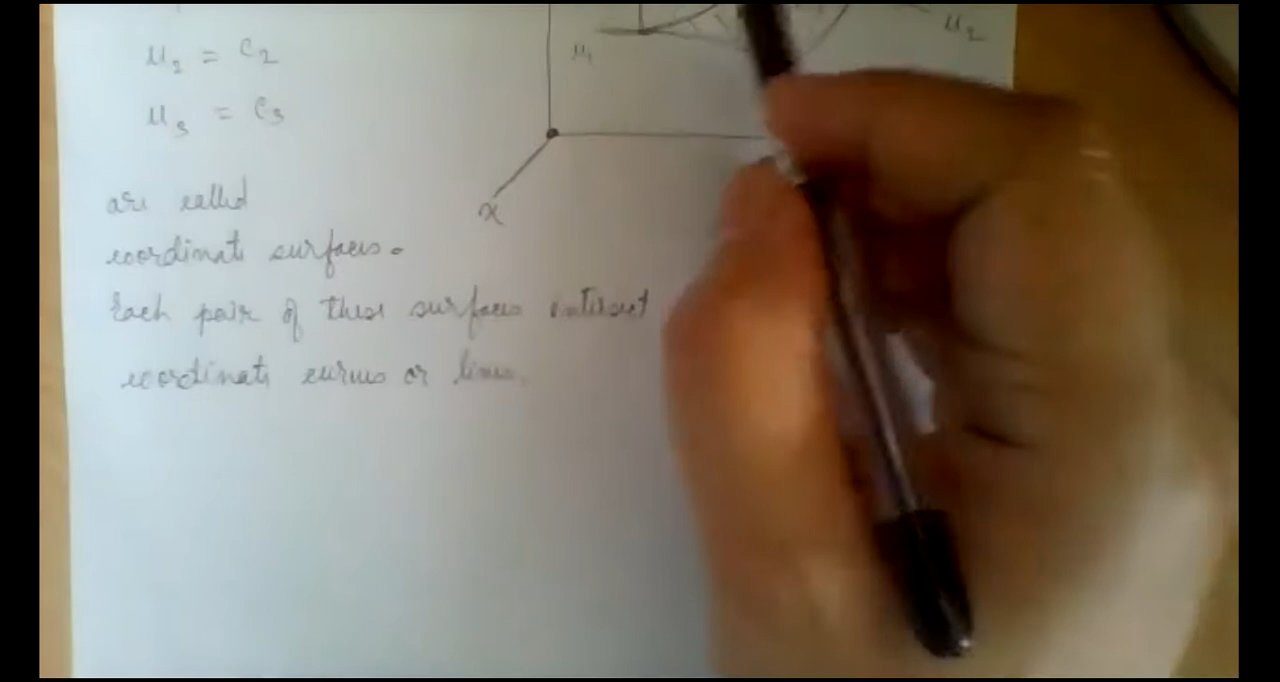 u₂ = c₂
u₃ = c₃
are called
coordinate surfaces.
Each pair of these surfaces intersect
coordinate curves or lines.
u₁
u₂
x